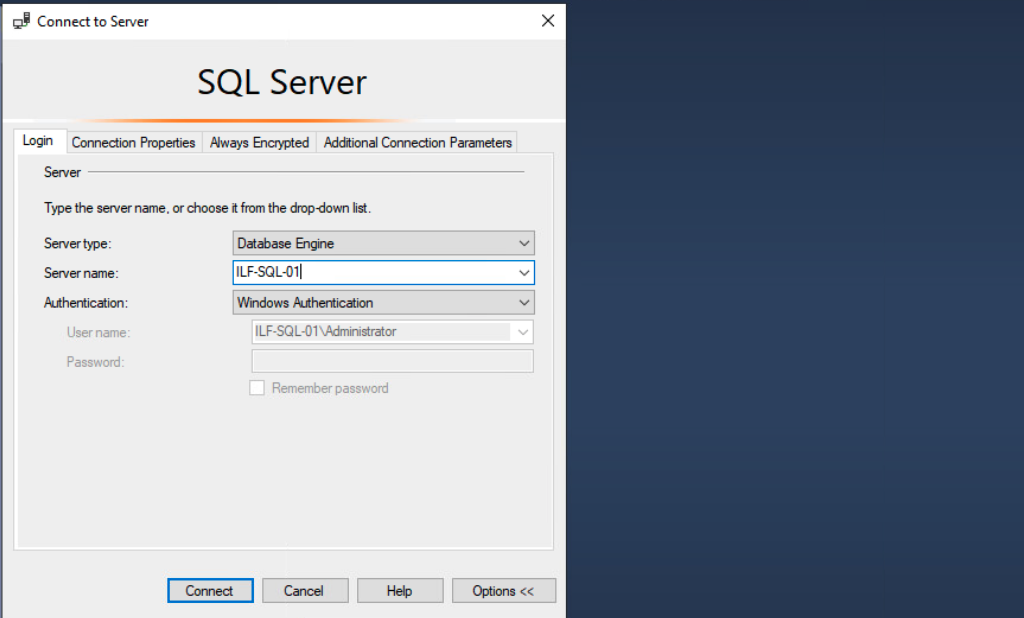 Connect to Server
SQL Server
Login Connection Properties Always Encrypted Additional Connection Parameters
Server
Type the server name, or choose it from the drop-down list.
Server type: Database Engine
Server name: ILF-SQL-01
Authentication: Windows Authentication
User name: ILF-SQL-01\Administrator
Password:
Remember password
Connect Cancel Help Options <<